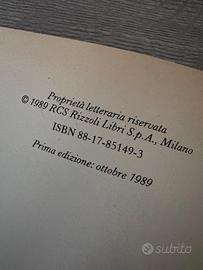 Proprietà letteraria riservata
© 1989 RCS Rizzoli Libri S.p.A., Milano
ISBN 88-17-85149-3
Prima edizione: ottobre 1989
subito